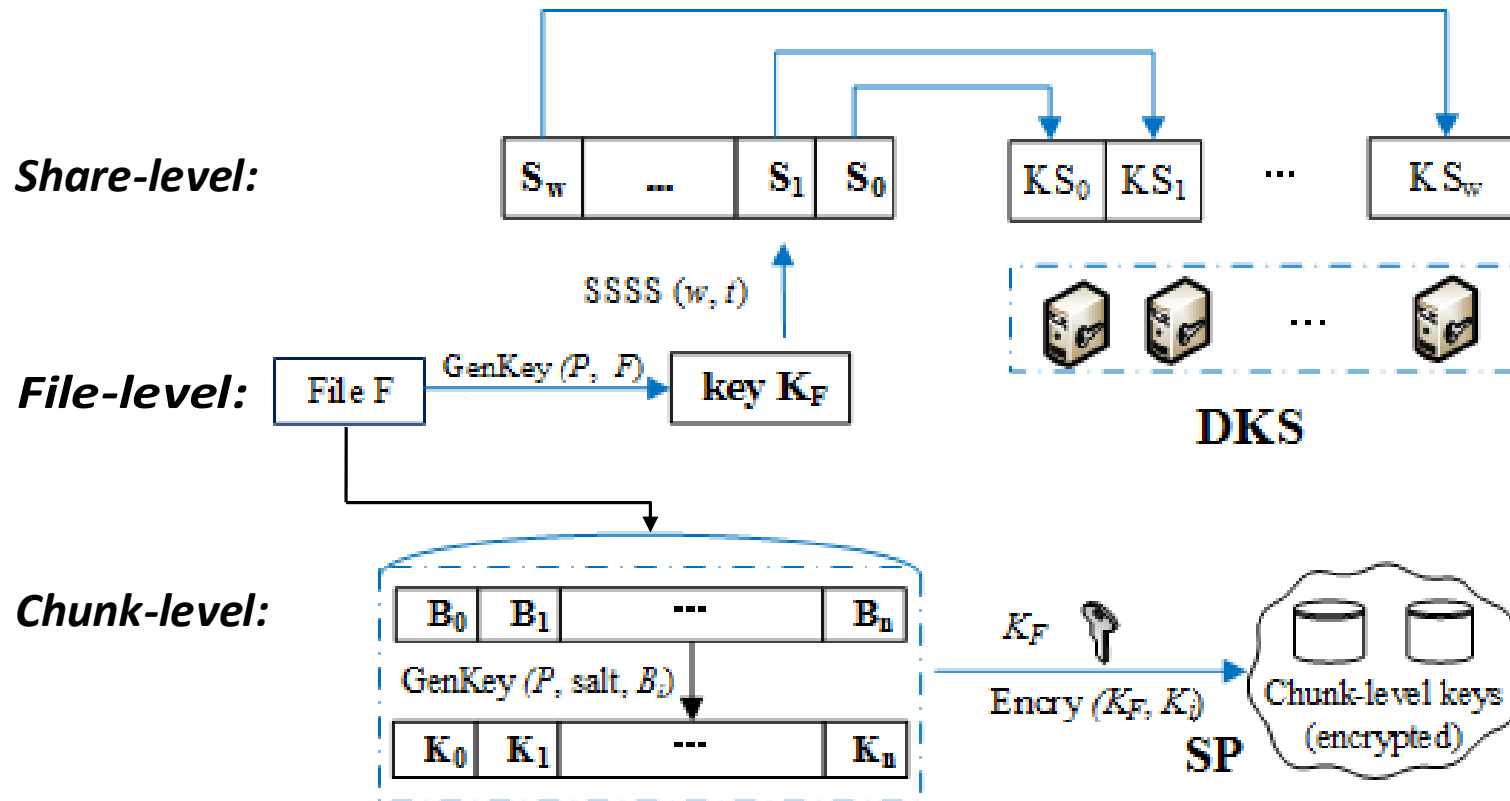 Share-level:
S_w ... S_1 S_0
KS_0 KS_1 ... KS_w
SSSS (w, t)
...
DKS
File-level:
File F
GenKey (P, F)
key K_F
Chunk-level:
B_0 B_1 ... B_n
GenKey (P, salt, B_i)
K_0 K_1 ... K_n
K_F
Encry (K_F, K_i)
SP
Chunk-level keys
(encrypted)